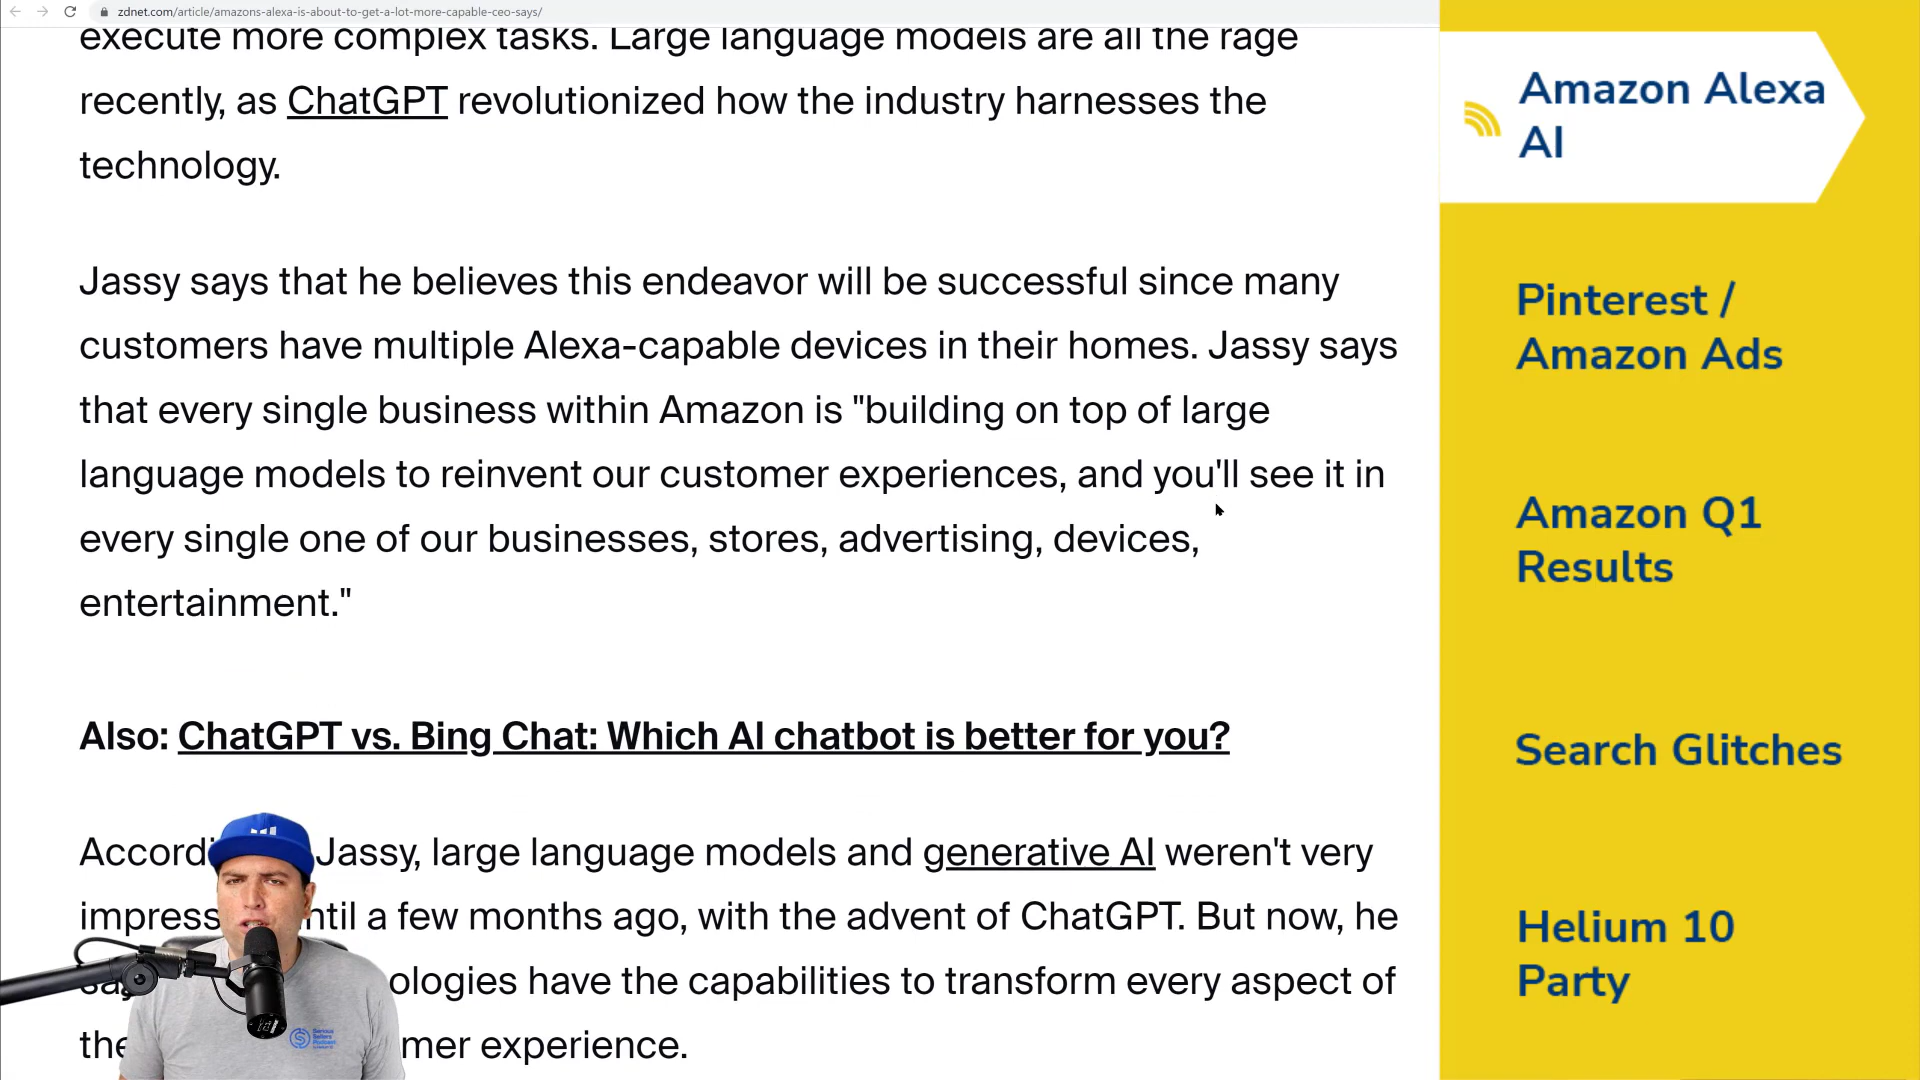 zdnet.com/article/amazons-alexa-is-about-to-get-a-lot-more-capable-ceo-says/
execute more complex tasks. Large language models are all the rage
recently, as ChatGPT revolutionized how the industry harnesses the
technology.
Jassy says that he believes this endeavor will be successful since many
customers have multiple Alexa-capable devices in their homes. Jassy says
that every single business within Amazon is "building on top of large
language models to reinvent our customer experiences, and you'll see it in
every single one of our businesses, stores, advertising, devices,
entertainment."
Also: ChatGPT vs. Bing Chat: Which AI chatbot is better for you?
Jassy, large language models and generative AI weren't very
a few months ago, with the advent of ChatGPT. But now, he
have the capabilities to transform every aspect of
experience.
Serious
Sellers
Podcast
Amazon Alexa
AI
Pinterest /
Amazon Ads
Amazon Q1
Results
Search Glitches
Helium 10
Party